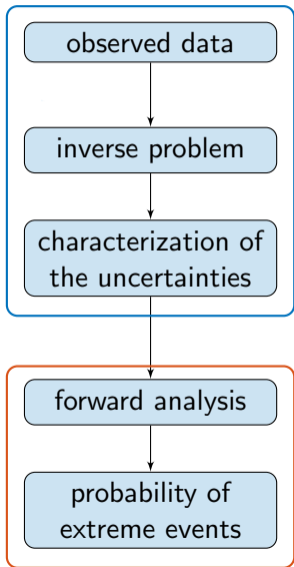 observed data
inverse problem
characterization of
the uncertainties
forward analysis
probability of
extreme events